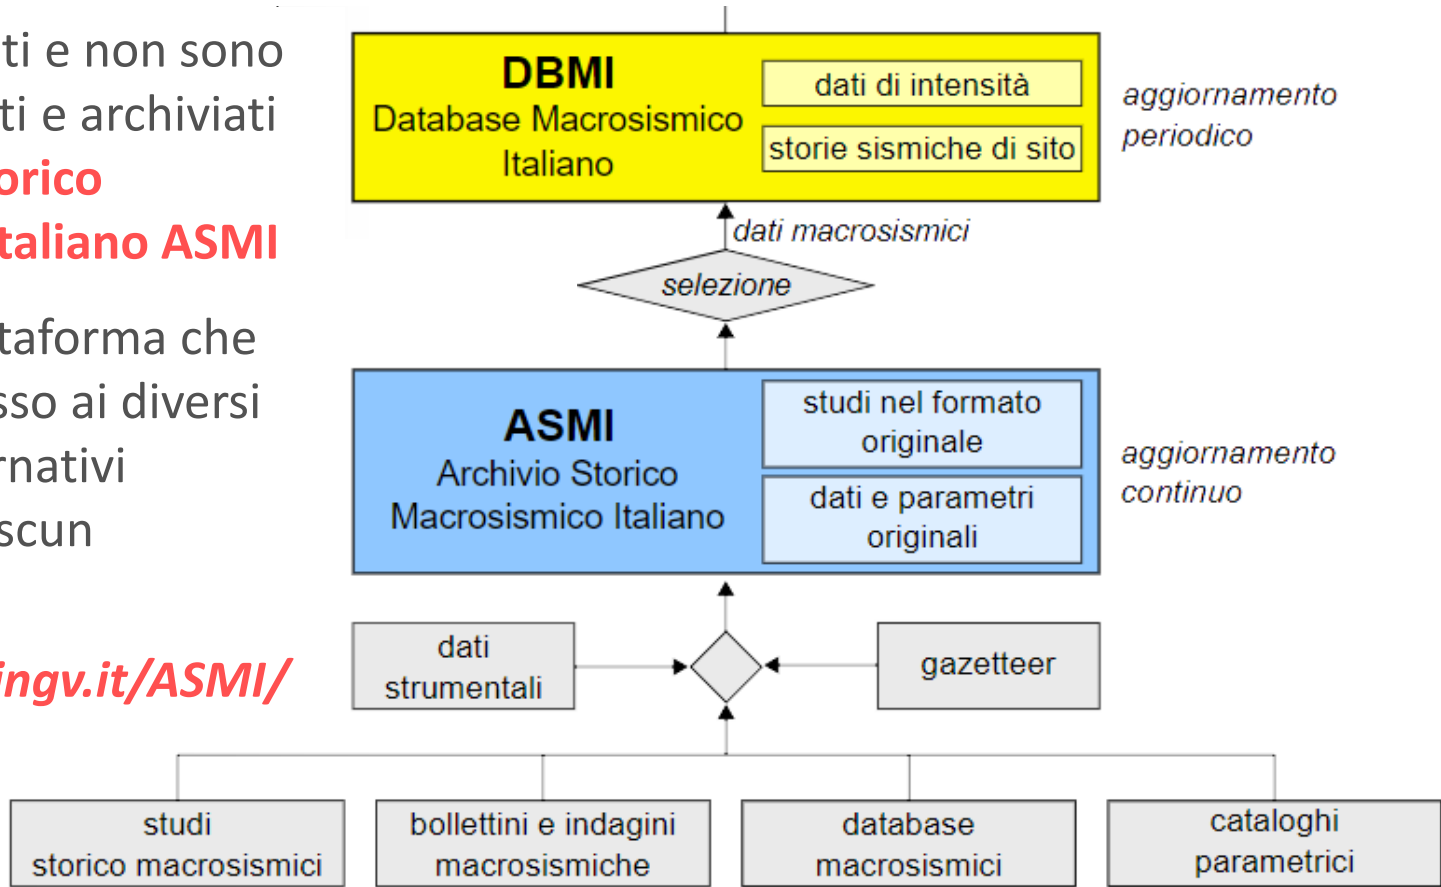 ti e non sono
ti e archiviati
orico
taliano ASMI
taforma che
sso ai diversi
rnativi
scun
ingv.it/ASMI/
DBMI
Database Macrosismico
Italiano
dati di intensità
storie sismiche di sito
aggiornamento
periodico
dati macrosismici
selezione
ASMI
Archivio Storico
Macrosismico Italiano
studi nel formato
originale
dati e parametri
originali
aggiornamento
continuo
dati
strumentali
gazetteer
studi
storico macrosismici
bollettini e indagini
macrosismiche
database
macrosismici
cataloghi
parametrici